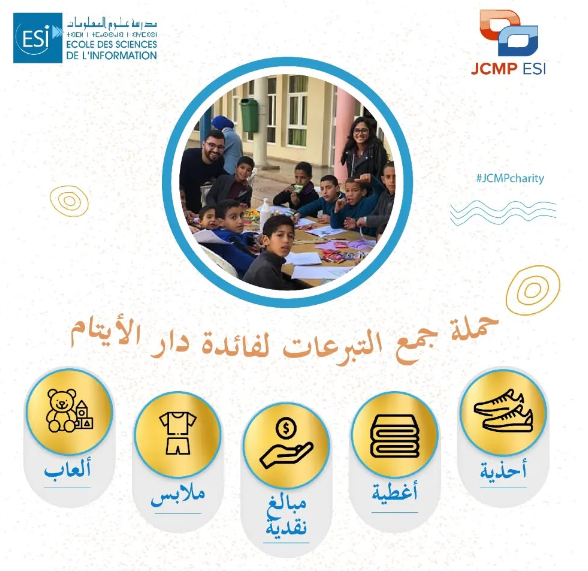 مدرسة علوم المعلومات
ESi
ECOLE DES SCIENCES
DE L'INFORMATION
JCMP ESI
#JCMPcharity
حملة جمع التبرعات لفائدة دار الأيتام
أحذية
أغطية
مبالغ
نقدية
ملابس
ألعاب